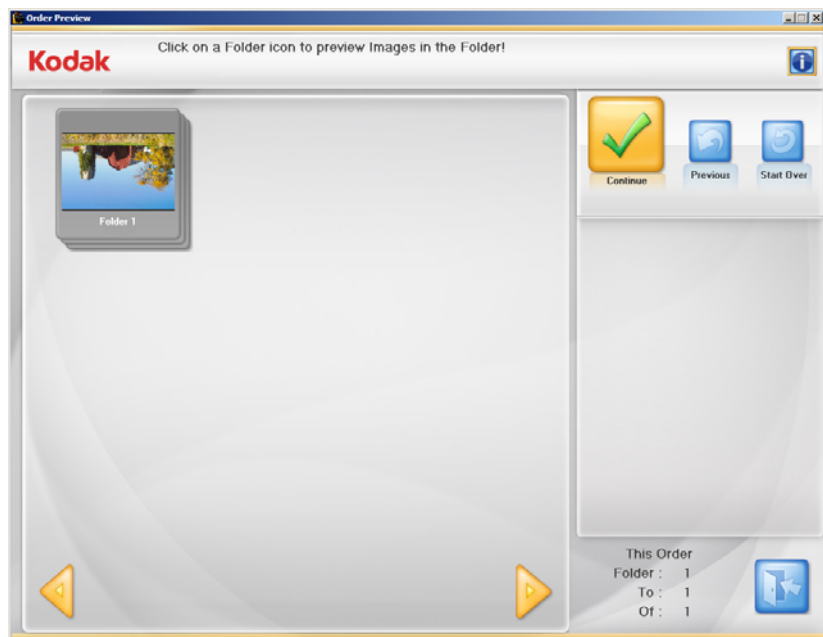 Order Preview
Kodak
Click on a Folder icon to preview Images in the Folder!
Folder 1
Continue
Previous
Start Over
This Order
Folder : 1
To : 1
Of : 1